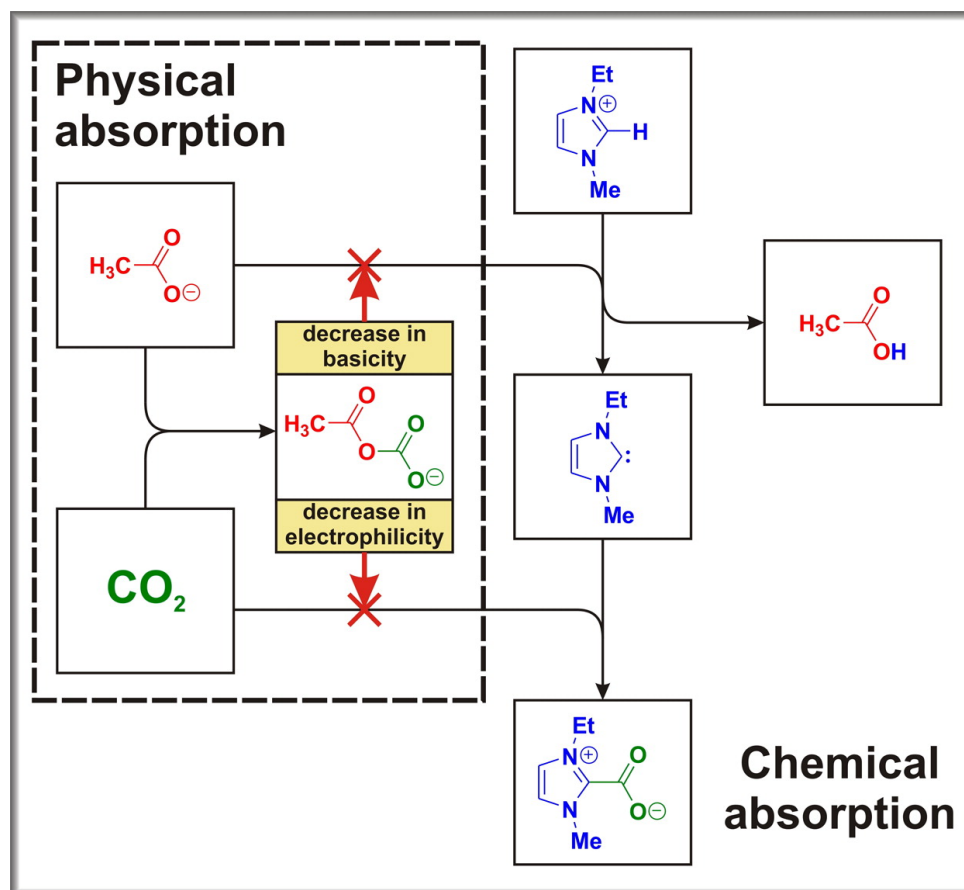 Physical
absorption
Et
N⊕
H
N
Me
O
H₃C
O⊖
O
H₃C
OH
decrease in
basicity
O
H₃C
O
O
O⊖
decrease in
electrophilicity
Et
N
:
N
Me
CO₂
Et
N⊕
O
N
O⊖
Me
Chemical
absorption